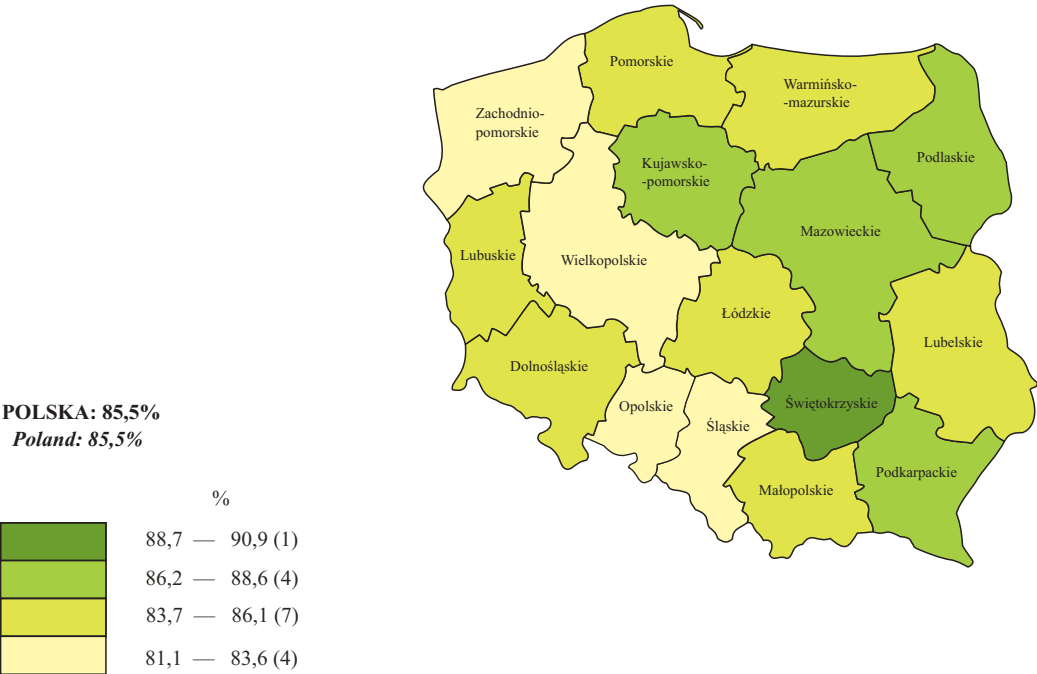 Pomorskie
Warmińsko-
-mazurskie
Zachodnio-
pomorskie
Kujawsko-
-pomorskie
Podlaskie
Mazowieckie
Lubuskie
Wielkopolskie
Łódzkie
Lubelskie
Dolnośląskie
Opolskie
Śląskie
Świętokrzyskie
Podkarpackie
Małopolskie
POLSKA: 85,5%
Poland: 85,5%
%
88,7 — 90,9 (1)
86,2 — 88,6 (4)
83,7 — 86,1 (7)
81,1 — 83,6 (4)